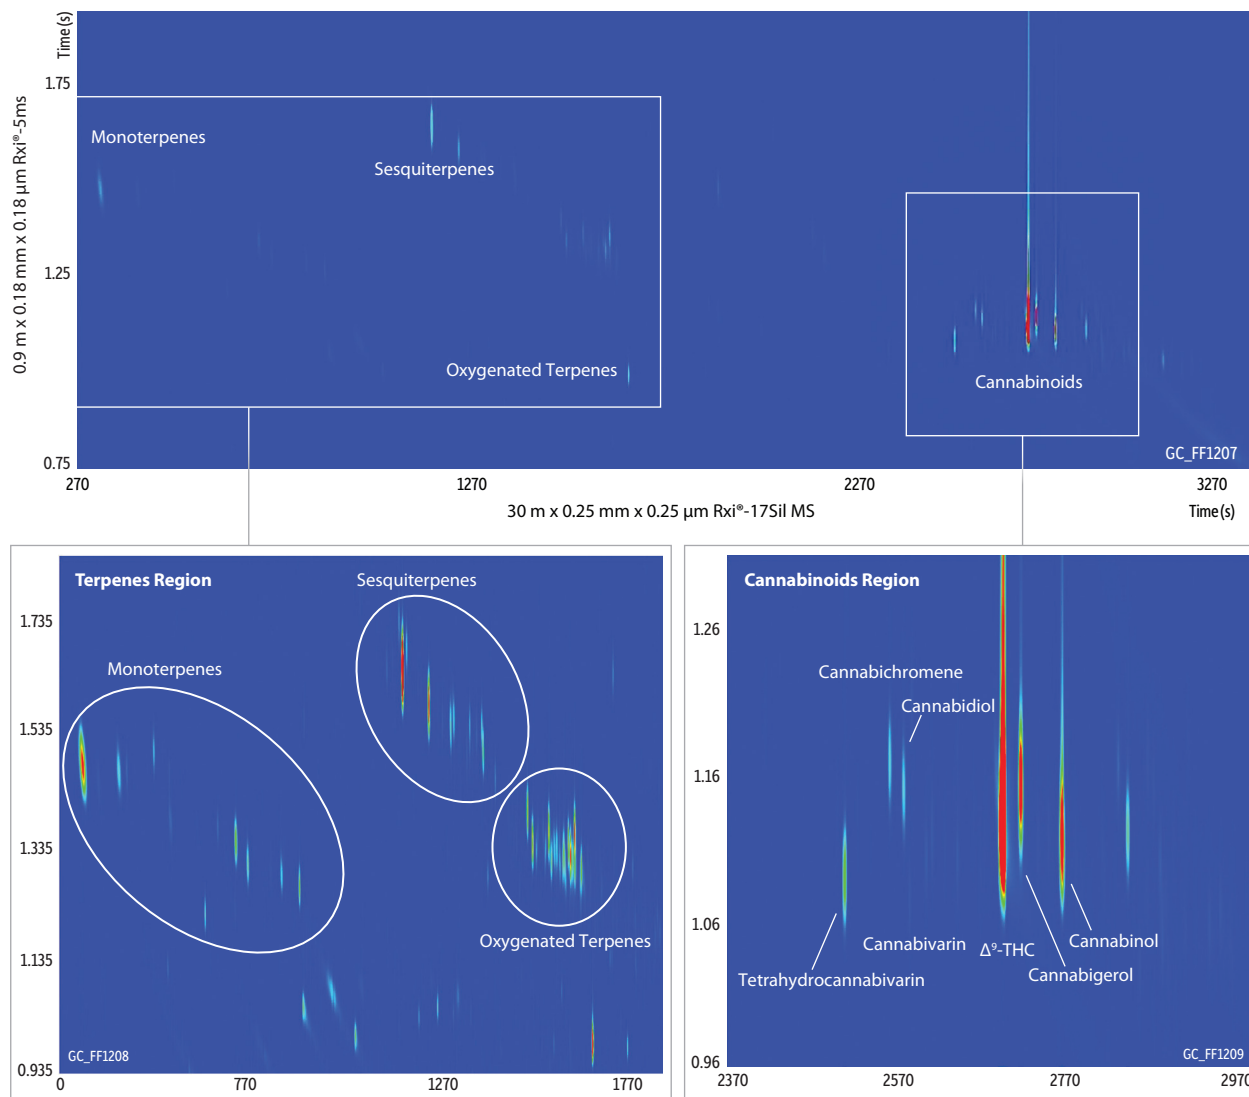 Time(s)
1.75
Monoterpenes
Sesquiterpenes
0.9 m x 0.18 mm x 0.18 µm Rxi®-5ms
1.25
Oxygenated Terpenes
Cannabinoids
0.75
GC_FF1207
270 1270 2270 3270
30 m x 0.25 mm x 0.25 µm Rxi®-17Sil MS
Time(s)
Terpenes Region
Sesquiterpenes
1.735
Monoterpenes
1.535
1.335
Oxygenated Terpenes
1.135
GC_FF1208
0.935
0 770 1270 1770
Cannabinoids Region
1.26
Cannabichromene
Cannabidiol
1.16
1.06
Cannabivarin
Δ⁹-THC
Cannabinol
Tetrahydrocannabivarin
Cannabigerol
0.96
GC_FF1209
2370 2570 2770 2970